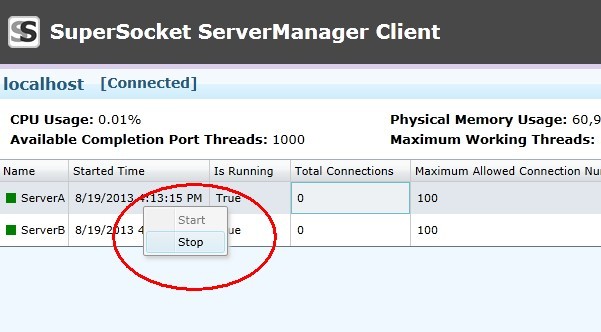 SS SuperSocket ServerManager Client
localhost [Connected]
CPU Usage: 0.01% Physical Memory Usage: 60,9
Available Completion Port Threads: 1000 Maximum Working Threads:
Name Started Time Is Running Total Connections Maximum Allowed Connection Nu
ServerA 8/19/2013 4:13:15 PM True 0 100
Start
ServerB 8/19/2013 4 0 100
Stop